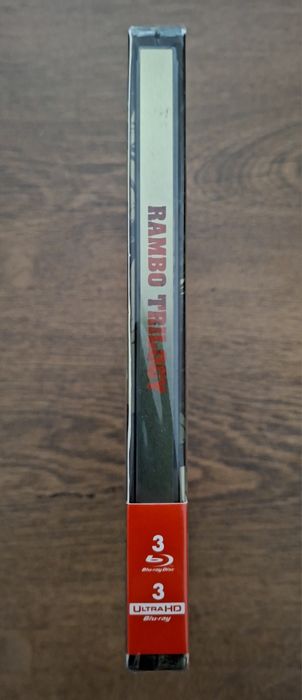 RAMBO TRILOGY
3
Blu-ray Disc
3
ULTRA HD
Blu-ray